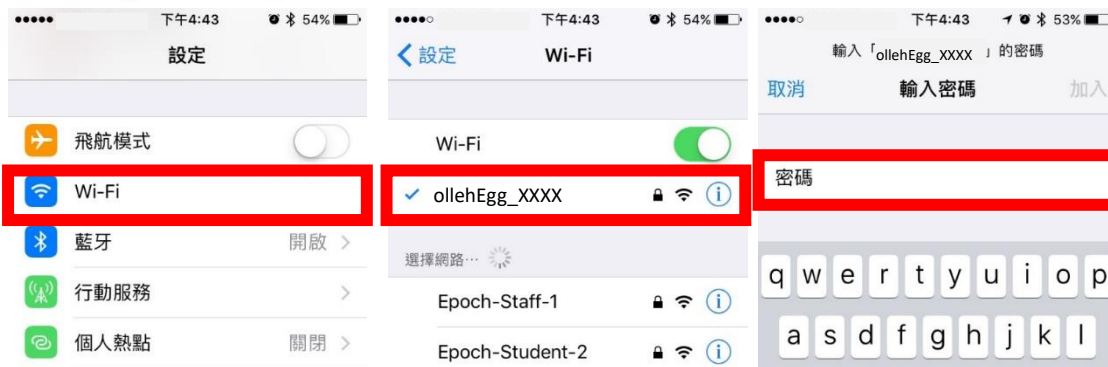 下午4:43 54%
設定
飛航模式
Wi-Fi
藍牙 開啟
行動服務
個人熱點 關閉
下午4:43 54%
設定 Wi-Fi
Wi-Fi
ollehEgg_XXXX
選擇網路…
Epoch-Staff-1
Epoch-Student-2
下午4:43 53%
輸入「ollehEgg_XXXX 」的密碼
取消 輸入密碼 加入
密碼
q w e r t y u i o p
a s d f g h j k l